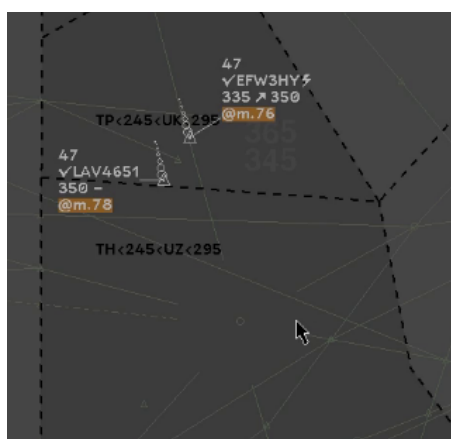 47
✓EFW3HY⚡
335 ↗ 350
@m.76
TP<245<UK<295
365
345
47
✓LAV4651
350 –
@m.78
TH<245<UZ<295